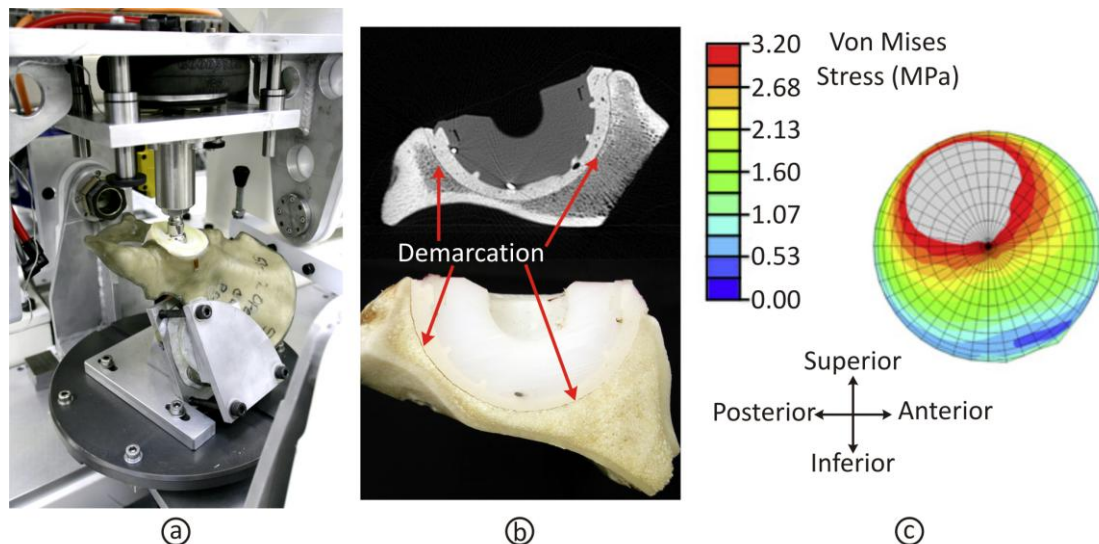 3.20
2.68
2.13
1.60
1.07
0.53
0.00
Von Mises
Stress (MPa)
Demarcation
Superior
Posterior
Anterior
Inferior
a
b
c